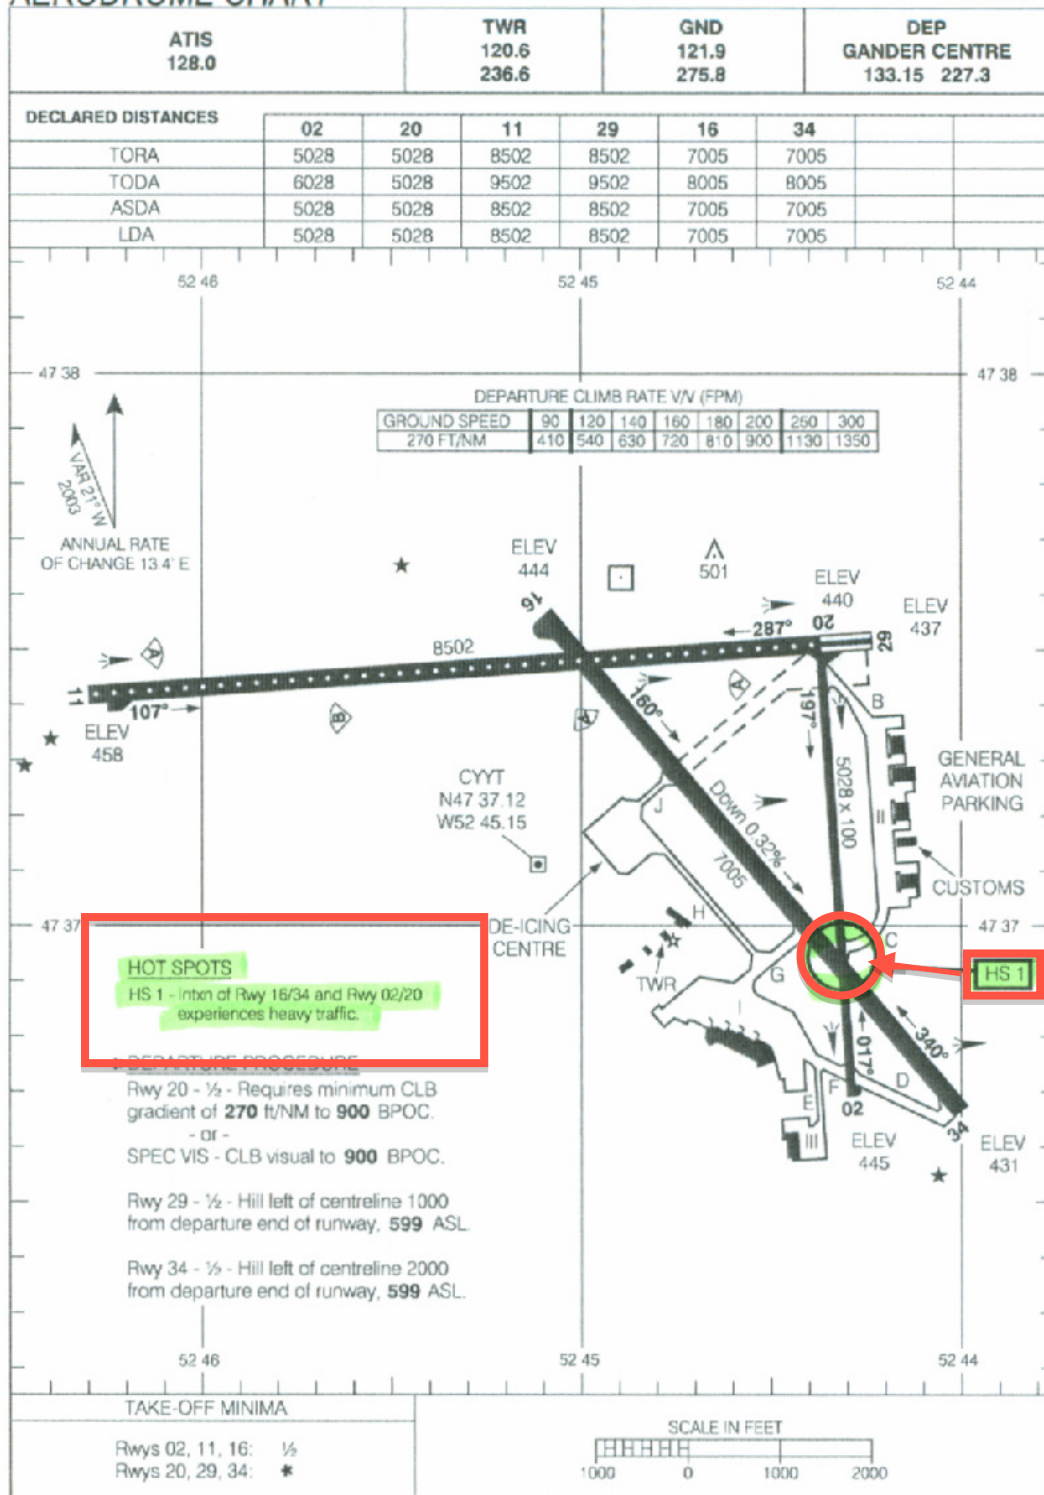 AERODROME CHART
ATIS
128.0
TWR
120.6
236.6
GND
121.9
275.8
DEP
GANDER CENTRE
133.15 227.3
DECLARED DISTANCES
02 20 11 29 16 34
TORA 5028 5028 8502 8502 7005 7005
TODA 6028 5028 9502 9502 8005 8005
ASDA 5028 5028 8502 8502 7005 7005
LDA 5028 5028 8502 8502 7005 7005
52 46 52 45 52 44
47 38 47 38
DEPARTURE CLIMB RATE V/V (FPM)
GROUND SPEED 90 120 140 160 180 200 250 300
270 FT/NM 410 540 630 720 810 900 1130 1350
VAR 21° W
2003
ANNUAL RATE
OF CHANGE 13.4' E
ELEV
444
501
ELEV
440
ELEV
437
16
20
29
287°
8502
A
11
107°
ELEV
458
B
A
A
160°
197°
B
CYYT
N47 37.12
W52 45.15
J
Down 0.32%
7005
5028 x 100
II
GENERAL
AVIATION
PARKING
CUSTOMS
47 37 47 37
DE-ICING
CENTRE
H
TWR
G
C
I
HS 1
HOT SPOTS
HS 1 - Intxn of Rwy 16/34 and Rwy 02/20
experiences heavy traffic.
017°
340°
F
D
E
02
34
III
ELEV
445
ELEV
431
DEPARTURE PROCEDURE
Rwy 20 - ½ - Requires minimum CLB
gradient of 270 ft/NM to 900 BPOC.
- or -
SPEC VIS - CLB visual to 900 BPOC.
Rwy 29 - ½ - Hill left of centreline 1000
from departure end of runway, 599 ASL.
Rwy 34 - ½ - Hill left of centreline 2000
from departure end of runway, 599 ASL.
52 46 52 45 52 44
TAKE-OFF MINIMA
Rwys 02, 11, 16: ½
Rwys 20, 29, 34: *
SCALE IN FEET
1000 0 1000 2000